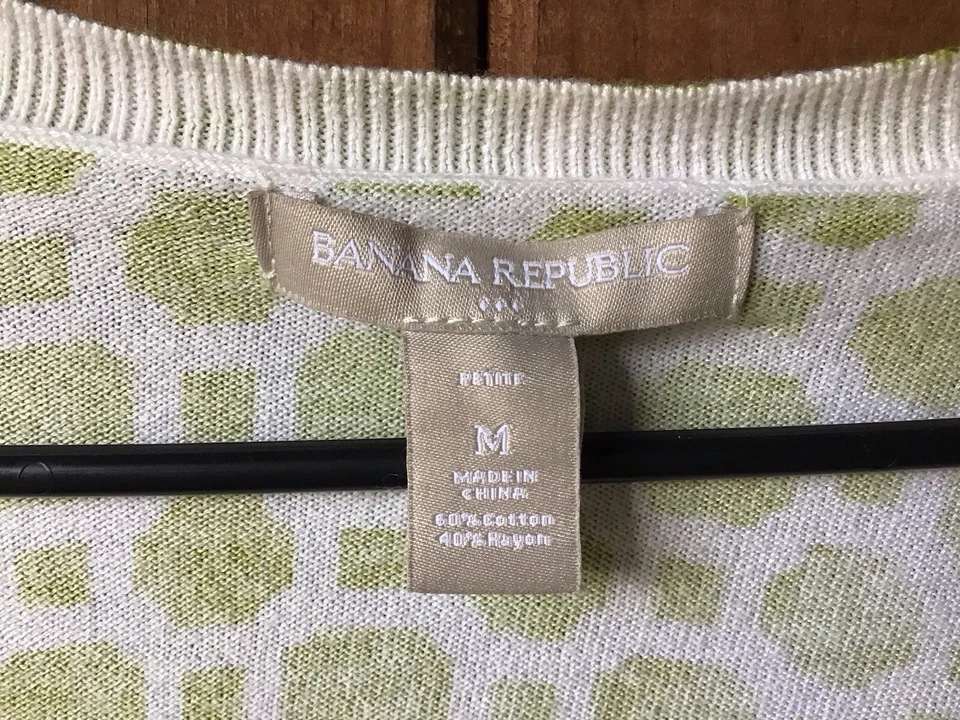 BANANA REPUBLIC
PETITE
M
MADE IN
CHINA
60% Cotton
40% Rayon